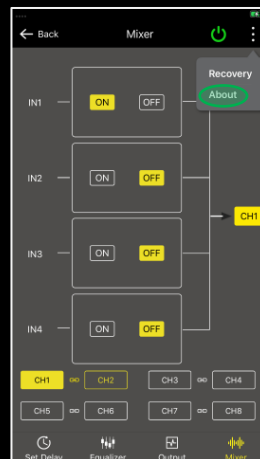 Back Mixer
Recovery
About
IN1 ON OFF
IN2 ON OFF
CH1
IN3 ON OFF
IN4 ON OFF
CH1 CH2 CH3 CH4
CH5 CH6 CH7 CH8
Set Delay Equalizer Output Mixer